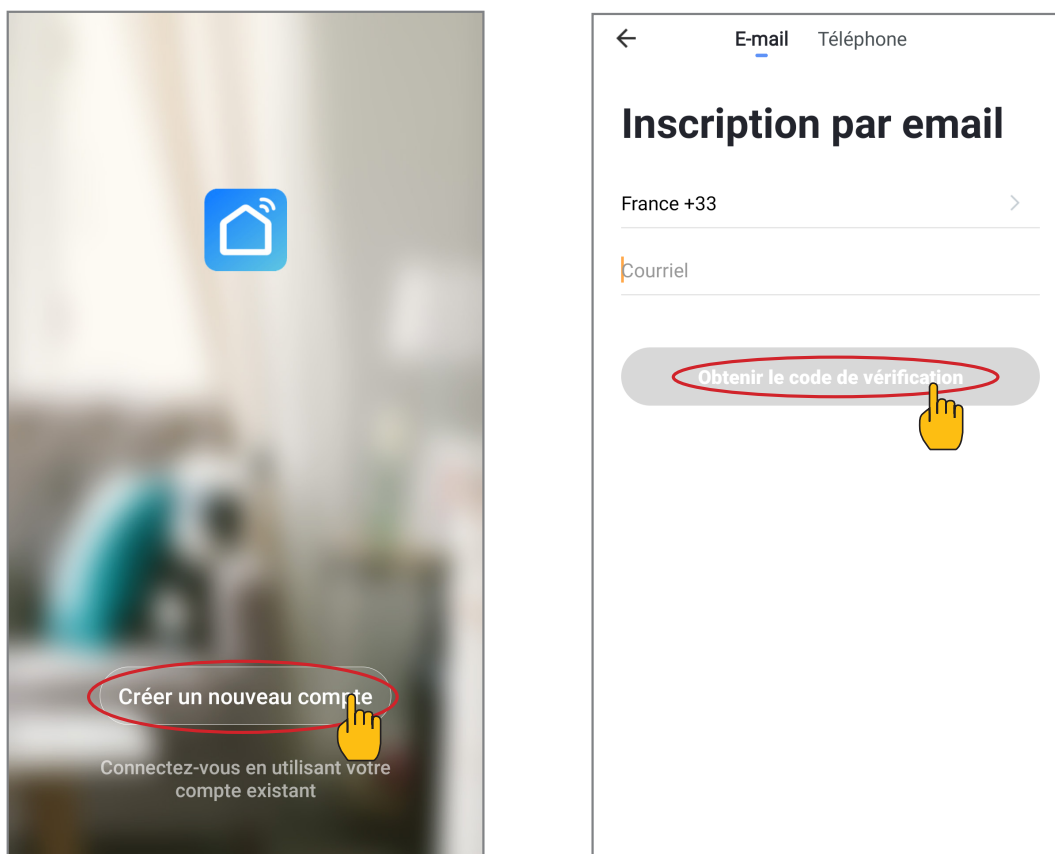 Créer un nouveau compte
Connectez-vous en utilisant votre
compte existant
E-mail Téléphone
Inscription par email
France +33
Courriel
Obtenir le code de vérification